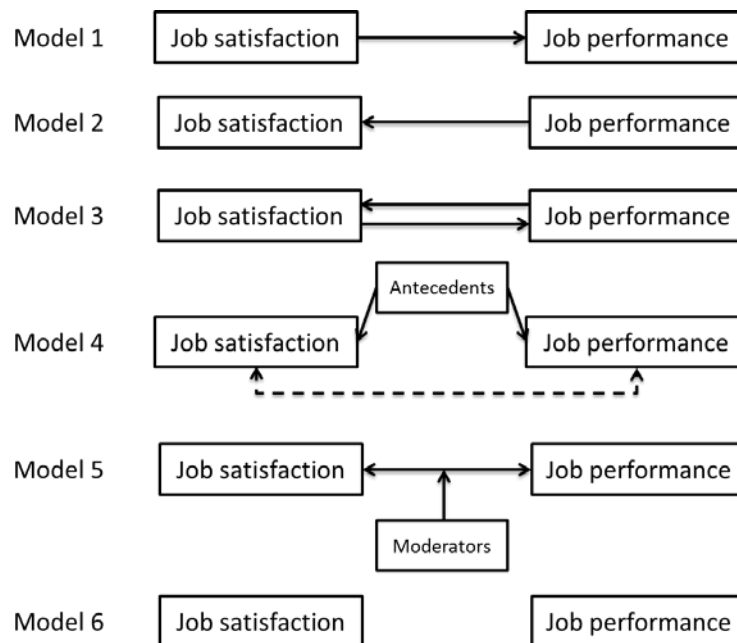 Model 1 Job satisfaction Job performance
Model 2 Job satisfaction Job performance
Model 3 Job satisfaction Job performance
Antecedents
Model 4 Job satisfaction Job performance
Model 5 Job satisfaction Job performance
Moderators
Model 6 Job satisfaction Job performance